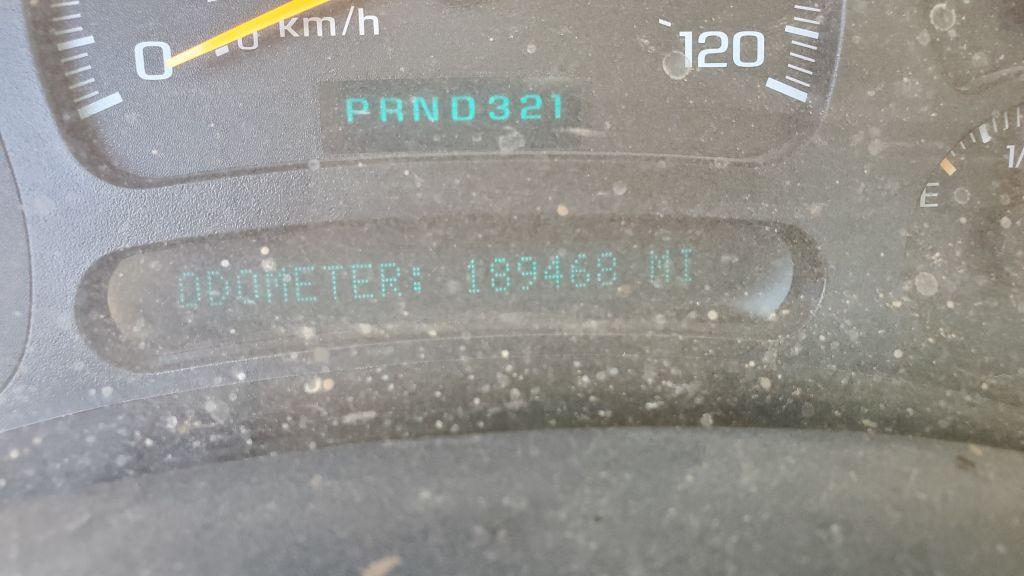 km/h
0
120
PRND321
E
ODOMETER: 189468 MI